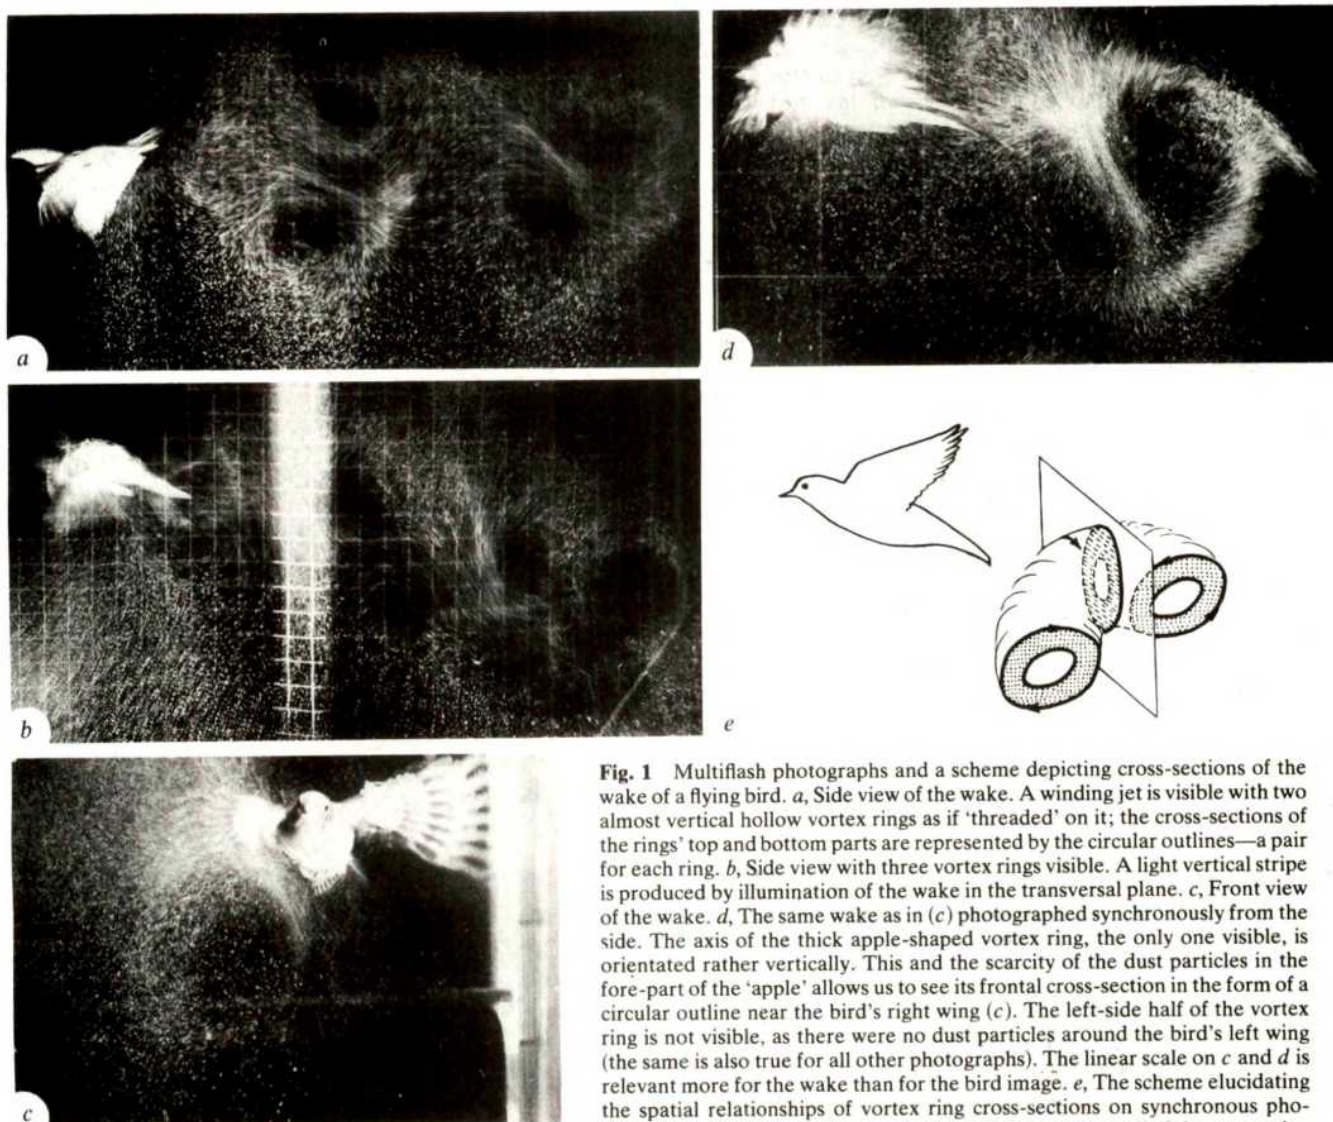 a
d
b
e
c
Fig. 1 Multiflash photographs and a scheme depicting cross-sections of the
wake of a flying bird. a, Side view of the wake. A winding jet is visible with two
almost vertical hollow vortex rings as if 'threaded' on it; the cross-sections of
the rings' top and bottom parts are represented by the circular outlines—a pair
for each ring. b, Side view with three vortex rings visible. A light vertical stripe
is produced by illumination of the wake in the transversal plane. c, Front view
of the wake. d, The same wake as in (c) photographed synchronously from the
side. The axis of the thick apple-shaped vortex ring, the only one visible, is
orientated rather vertically. This and the scarcity of the dust particles in the
fore-part of the 'apple' allows us to see its frontal cross-section in the form of a
circular outline near the bird's right wing (c). The left-side half of the vortex
ring is not visible, as there were no dust particles around the bird's left wing
(the same is also true for all other photographs). The linear scale on c and d is
relevant more for the wake than for the bird image. e, The scheme elucidating
the spatial relationships of vortex ring cross-sections on synchronous pho-